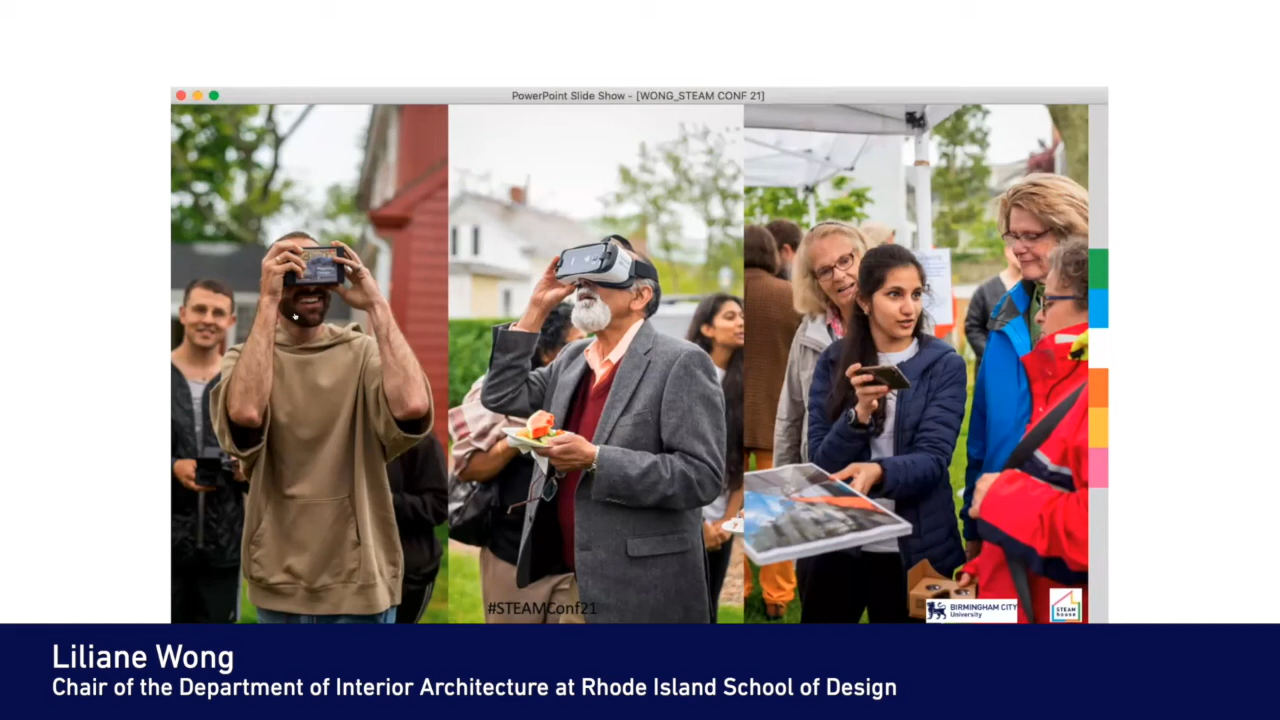 PowerPoint Slide Show - [WONG_STEAM CONF 21]
#STEAMConf21
BIRMINGHAM CITY
University
STEAM
house
Liliane Wong
Chair of the Department of Interior Architecture at Rhode Island School of Design